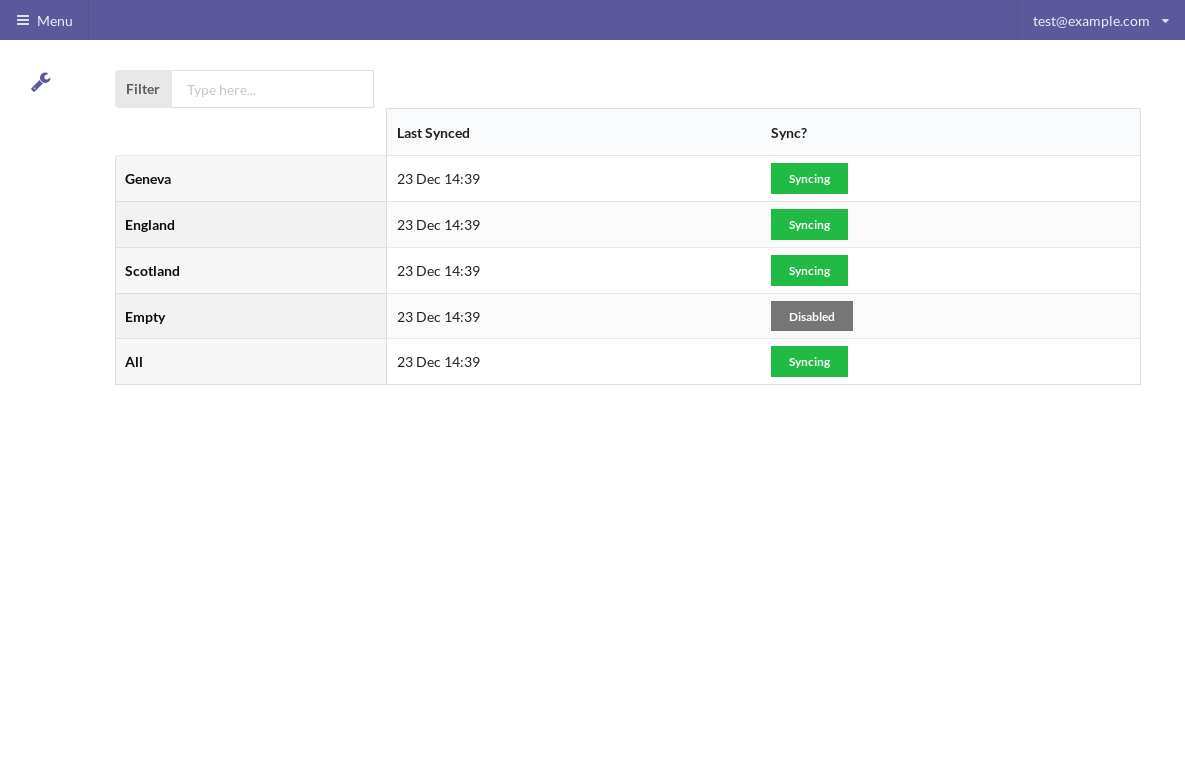 Menu
test@example.com
Filter
Type here...
Last Synced Sync?
Geneva 23 Dec 14:39 Syncing
England 23 Dec 14:39 Syncing
Scotland 23 Dec 14:39 Syncing
Empty 23 Dec 14:39 Disabled
All 23 Dec 14:39 Syncing